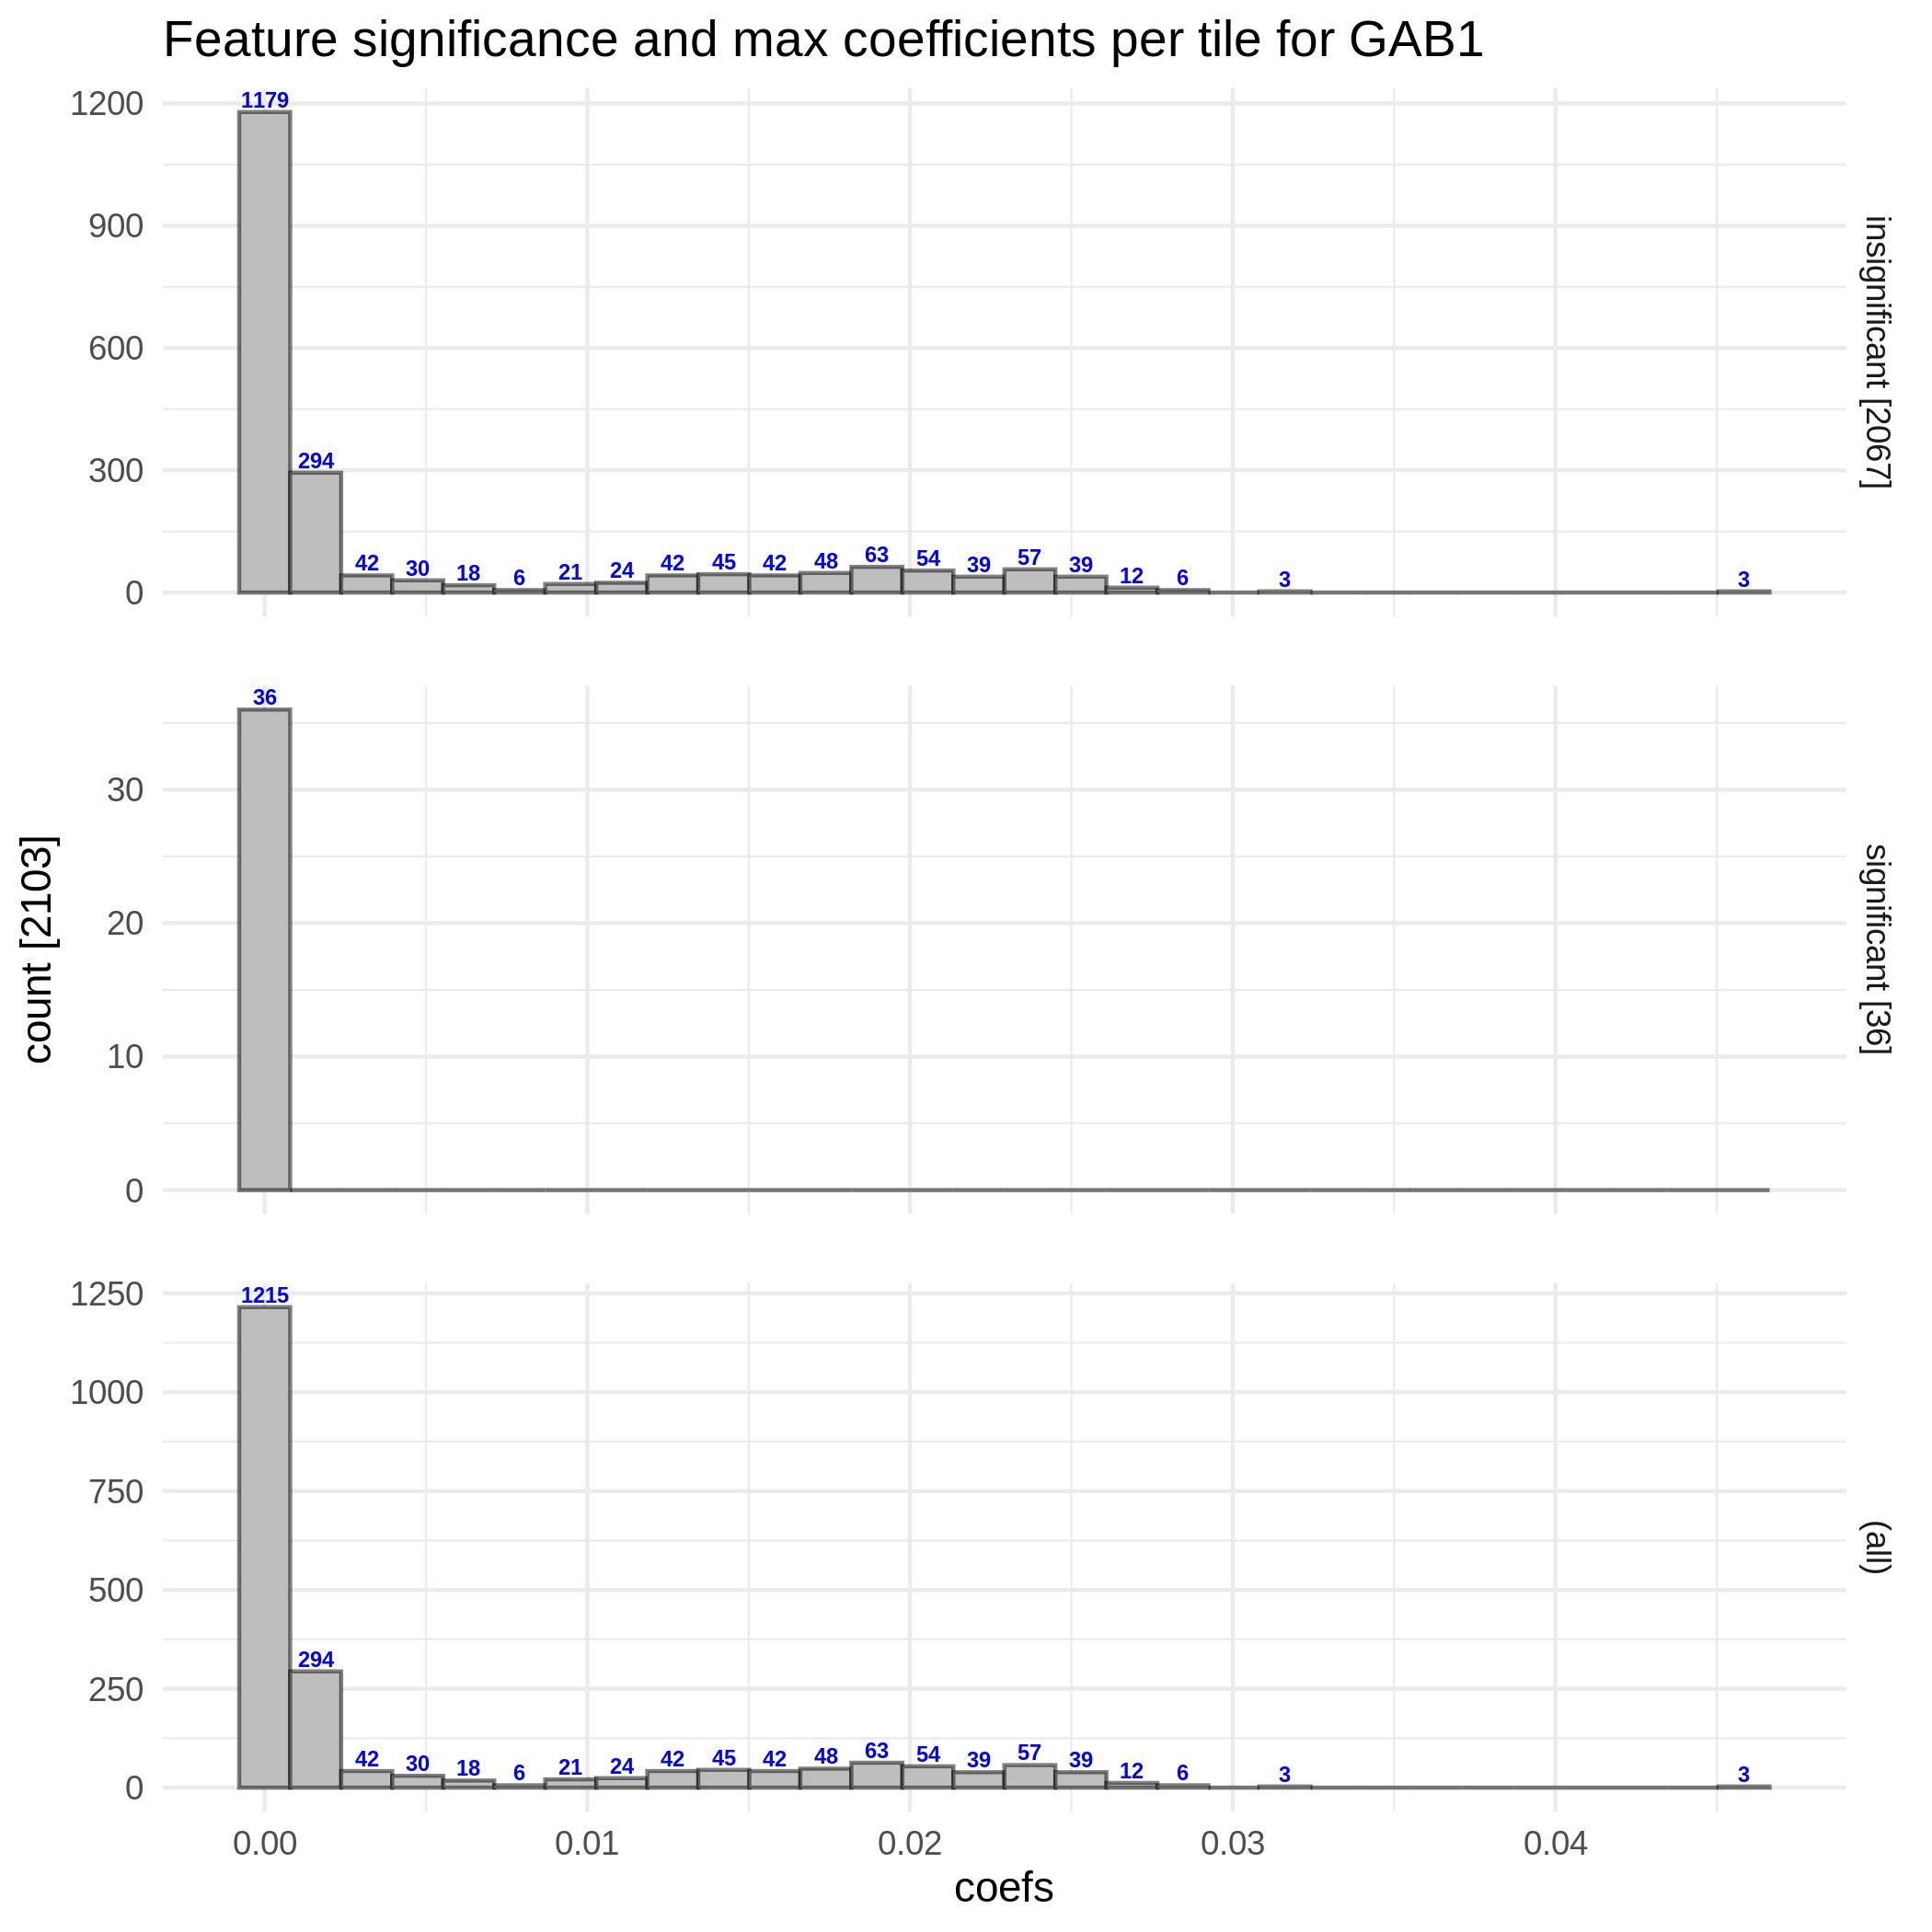 Feature significance and max coefficients per tile for GAB1
1200
900
600
300
0
1179
294
42 30 18 6 21 24 42 45 42 48 63 54 39 57 39 12 6 3 3
insignificant [2067]
count [2103]
30
20
10
0
36
significant [36]
1250
1000
750
500
250
0
1215
294
42 30 18 6 21 24 42 45 42 48 63 54 39 57 39 12 6 3 3
(all)
0.00 0.01 0.02 0.03 0.04
coefs